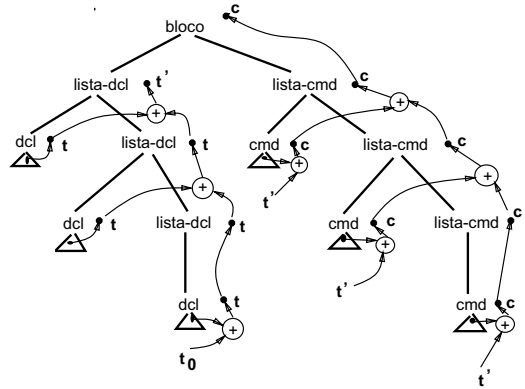 c
bloco
lista-dcl t' c lista-cmd
+ +
dcl t lista-dcl t cmd c lista-cmd c
+ t' +
dcl t lista-dcl t cmd c lista-cmd c
+
t'
dcl t cmd c
+ +
t0 t'